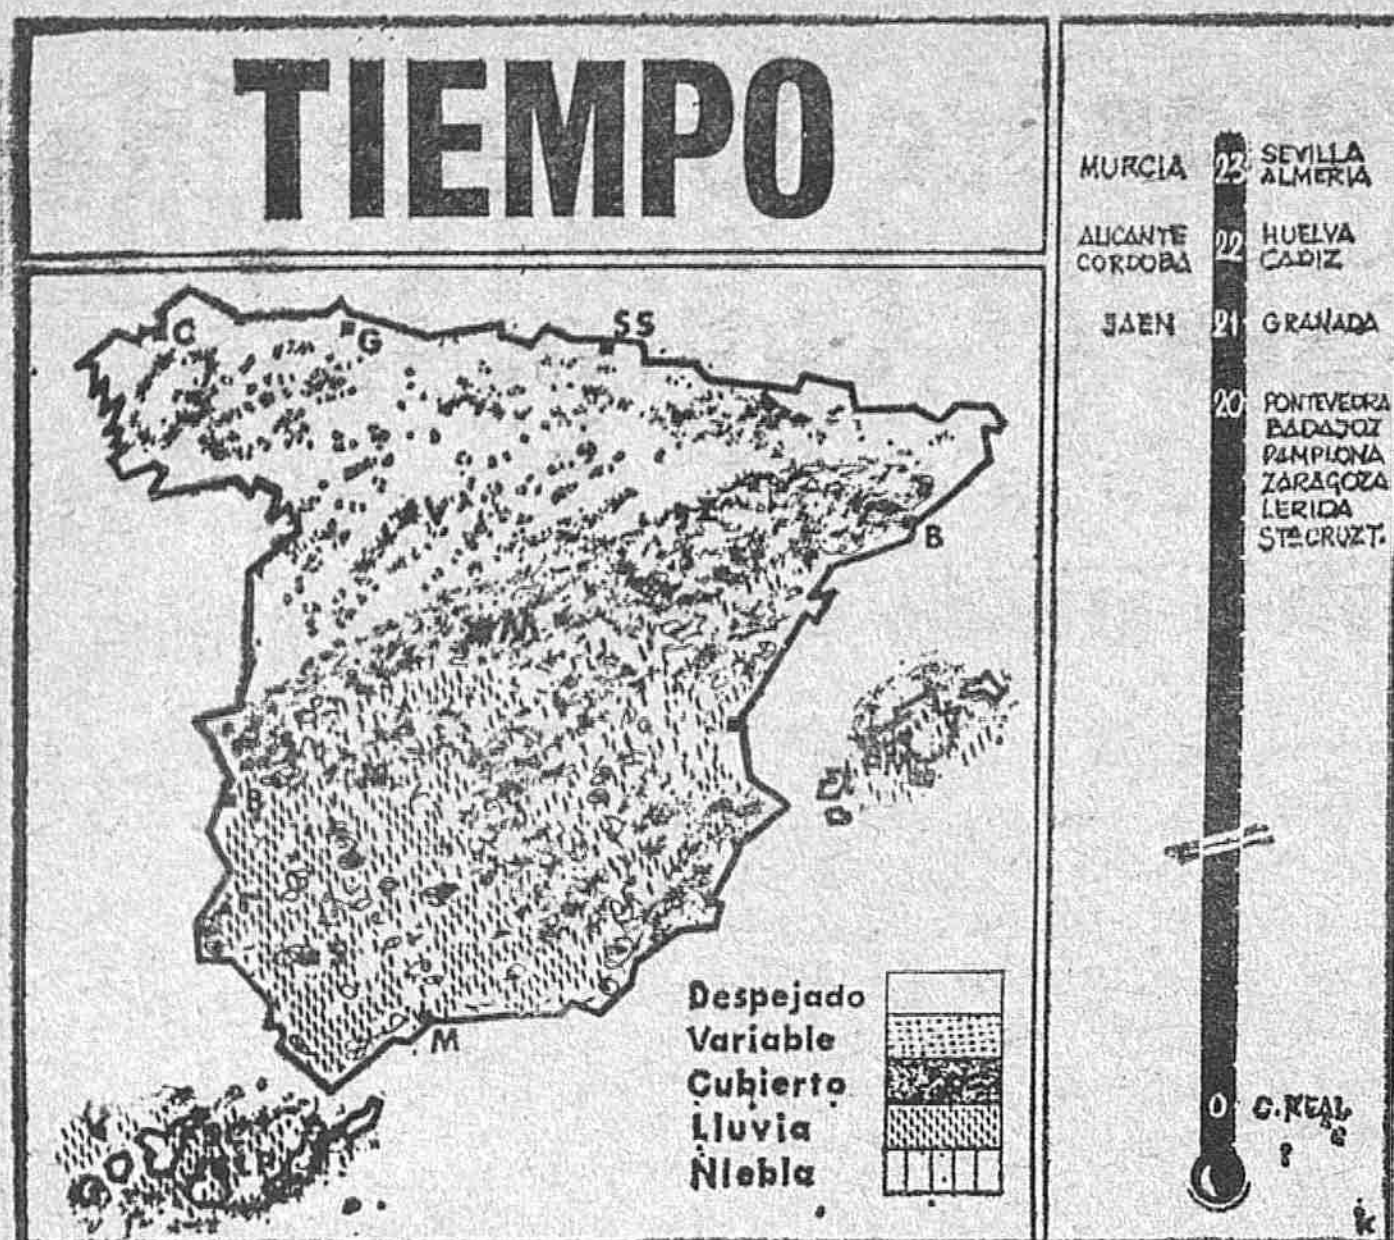 TIEMPO
C
G
SS
V
Z
B
M
B
M
Despejado
Variable
Cubierto
Lluvia
Niebla
MURCIA 23 SEVILLA
ALMERIA
ALICANTE 22 HUELVA
CORDOBA CADIZ
JAEN 21 GRANADA
20 PONTEVEDRA
BADAJOZ
PAMPLONA
ZARAGOZA
LERIDA
STA CRUZ T.
0 C. REAL
?